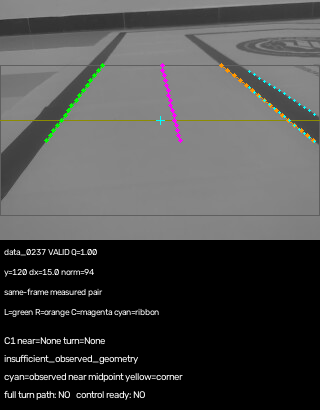 data_0237 VALID Q=1.00
y=120 dx=15.0 norm=94
same-frame measured pair
L=green R=orange C=magenta cyan=ribbon
C1 near=None turn=None
insufficient_observed_geometry
cyan=observed near midpoint yellow=corner
full turn path: NO control ready: NO